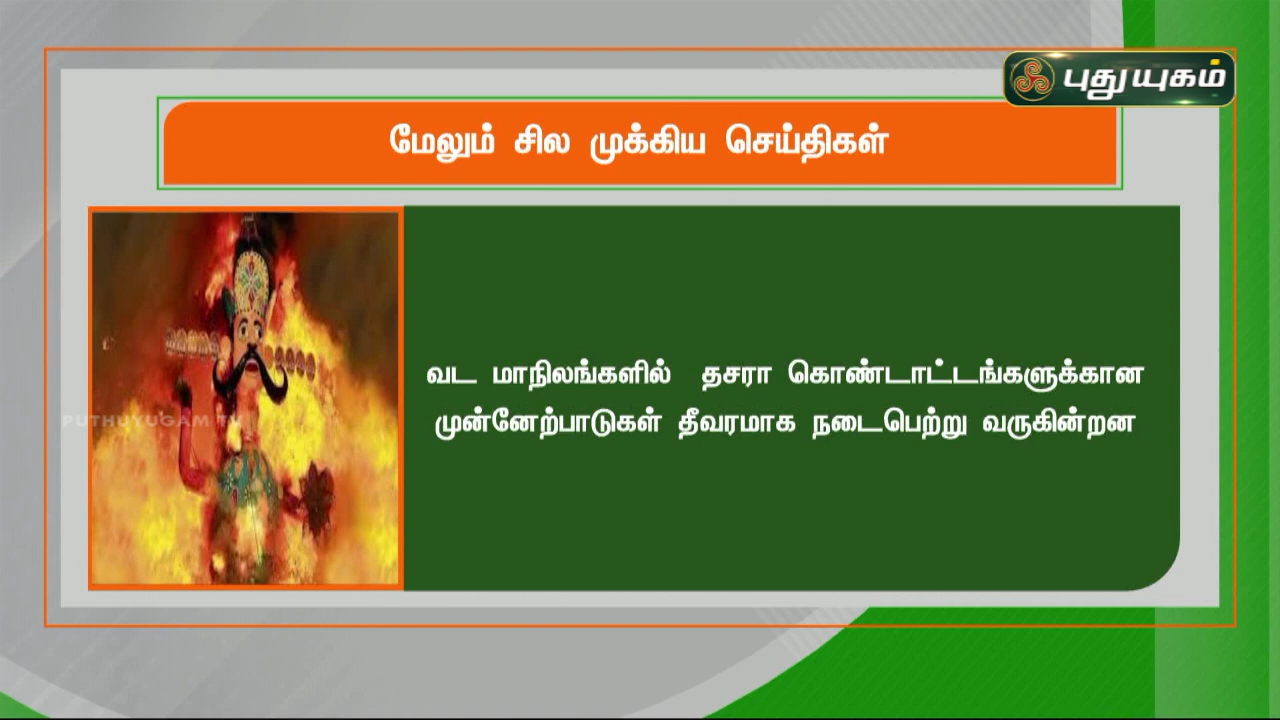 புதுயுகம்
மேலும் சில முக்கிய செய்திகள்
வட மாநிலங்களில் தசரா கொண்டாட்டங்களுக்கான
முன்னேற்பாடுகள் தீவரமாக நடைபெற்று வருகின்றன
PUTHUYUGAM TV